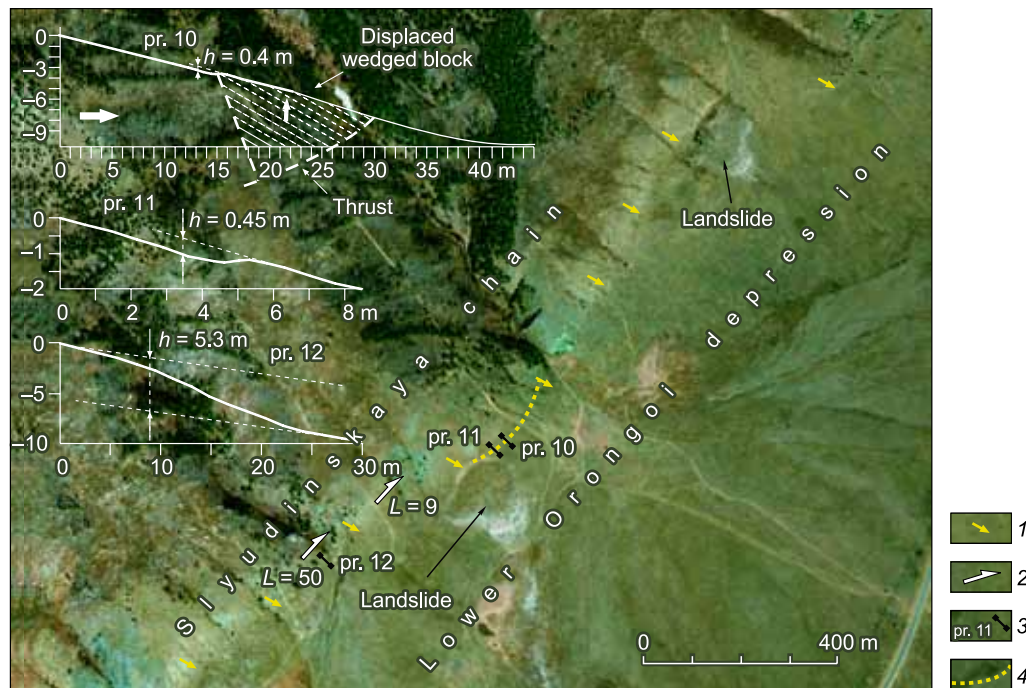 pr. 10
h = 0.4 m
Displaced
wedged block
0
–3
–6
–9
0 5 10 15 20 25 30 40 m
Thrust
pr. 11
h = 0.45 m
0
–1
–2
0 2 4 6 8 m
pr. 12
h = 5.3 m
0
–5
–10
0 10 20 30 m
Slyudinskaya chain
Lower Orongoi depression
Landslide
pr. 11
pr. 10
L = 9
L = 50
pr. 12
Landslide
0 400 m
1
2
pr. 11 3
4